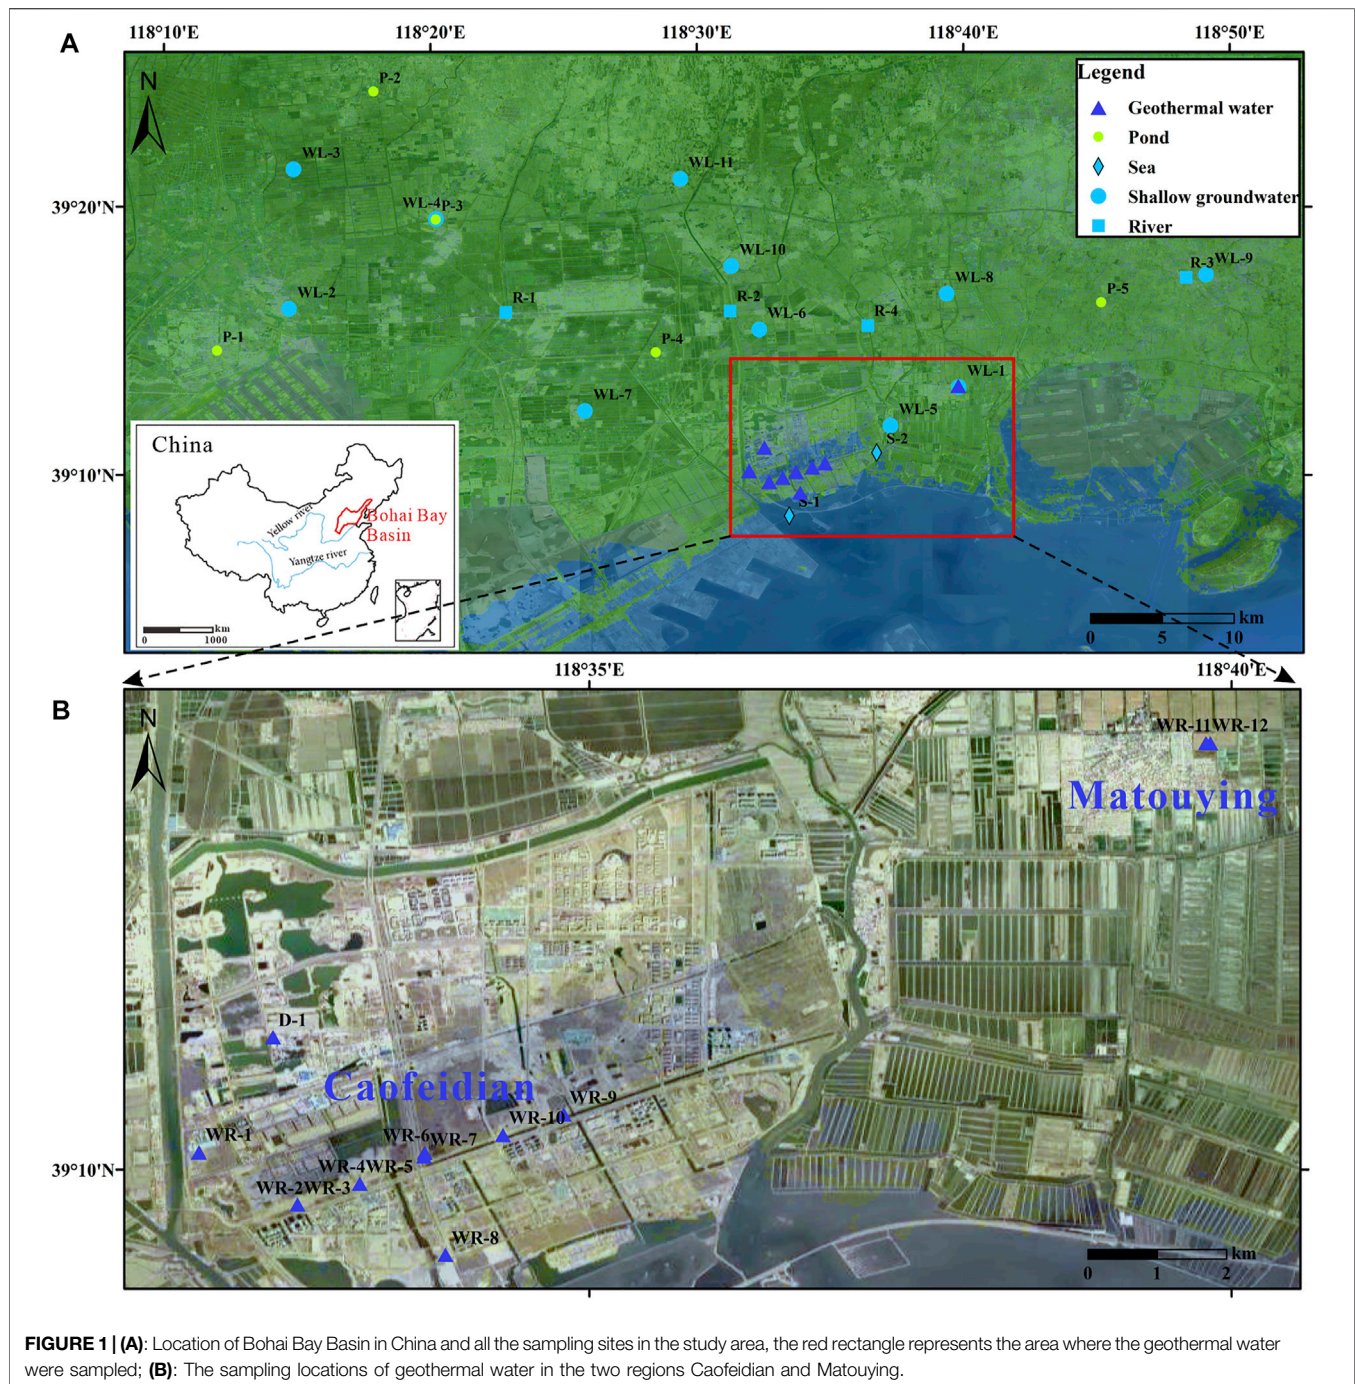 A
118°10'E 118°20'E 118°30'E 118°40'E 118°50'E
N
P-2
Legend
Geothermal water
Pond
Sea
Shallow groundwater
River
WL-3
WL-11
39°20'N
WL-4 P-3
WL-10
WL-8
R-3 WL-9
P-5
WL-2
R-1
R-2
WL-6
R-4
P-1
P-4
WL-1
WL-7
WL-5
S-2
39°10'N
S-1
China
Yellow river
Bohai Bay
Basin
Yangtze river
km
0 1000
km
0 5 10
118°35'E 118°40'E
B
N
WR-11WR-12
Matouying
D-1
Caofeidian
WR-9
WR-10
WR-1
WR-6 WR-7
WR-4WR-5
39°10'N
WR-2WR-3
WR-8
km
0 1 2
FIGURE 1 | (A): Location of Bohai Bay Basin in China and all the sampling sites in the study area, the red rectangle represents the area where the geothermal water
were sampled; (B): The sampling locations of geothermal water in the two regions Caofeidian and Matouying.